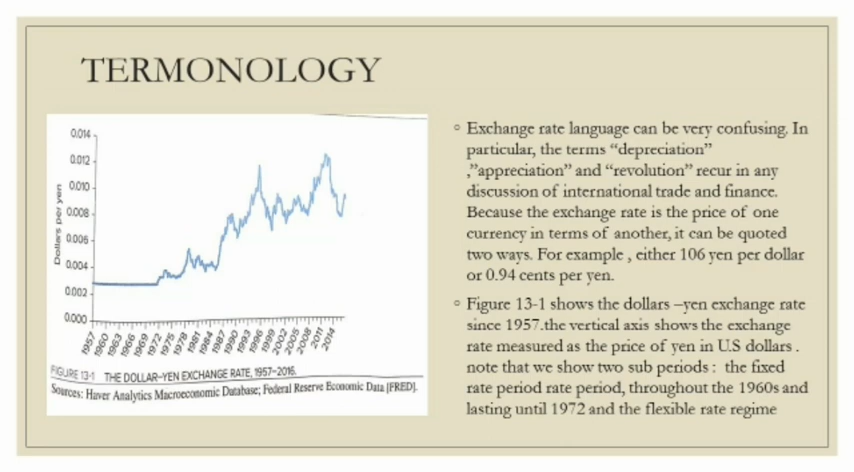 TERMONOLOGY
Dollars per yen
0.014
0.012
0.010
0.008
0.006
0.004
0.002
0.000
1957
1960
1963
1966
1969
1972
1975
1978
1981
1984
1987
1990
1993
1996
1999
2002
2005
2008
2011
2014
FIGURE 13-1 THE DOLLAR–YEN EXCHANGE RATE, 1957–2016.
Sources: Haver Analytics Macroeconomic Database; Federal Reserve Economic Data [FRED].
◦ Exchange rate language can be very confusing. In
particular, the terms “depreciation”
,”appreciation” and “revolution” recur in any
discussion of international trade and finance.
Because the exchange rate is the price of one
currency in terms of another, it can be quoted
two ways. For example , either 106 yen per dollar
or 0.94 cents per yen.
◦ Figure 13-1 shows the dollars –yen exchange rate
since 1957.the vertical axis shows the exchange
rate measured as the price of yen in U.S dollars .
note that we show two sub periods : the fixed
rate period rate period, throughout the 1960s and
lasting until 1972 and the flexible rate regime